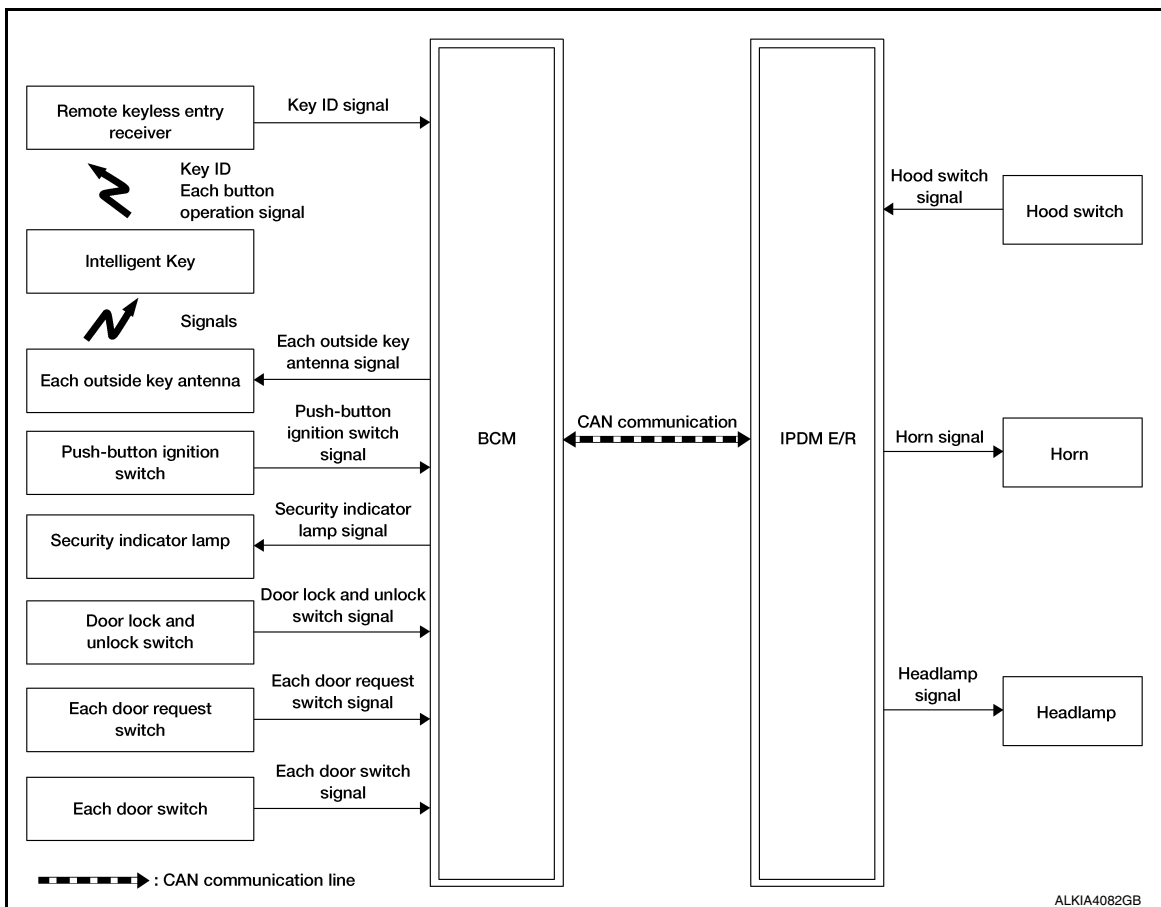 Remote keyless entry
receiver
Key ID signal
Key ID
Each button
operation signal
Intelligent Key
Signals
Each outside key antenna
Each outside key
antenna signal
Push-button ignition
switch
Push-button
ignition switch
signal
Security indicator lamp
Security indicator
lamp signal
Door lock and
unlock switch
Door lock and unlock
switch signal
Each door request
switch
Each door request
switch signal
Each door switch
Each door switch
signal
BCM
CAN communication
IPDM E/R
Hood switch
signal
Hood switch
Horn signal
Horn
Headlamp
signal
Headlamp
: CAN communication line
ALKIA4082GB